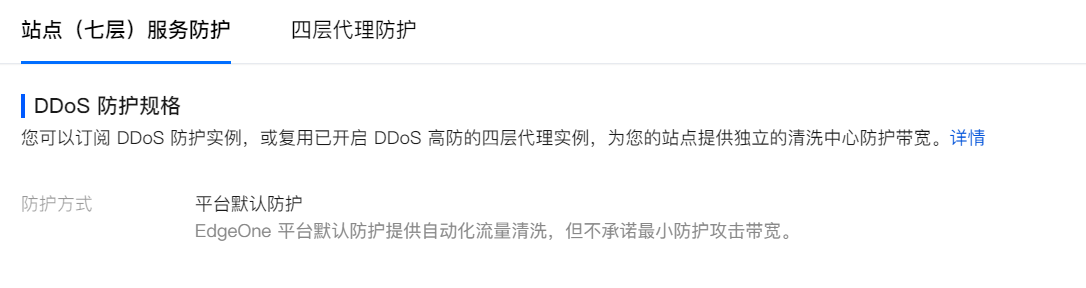 站点（七层）服务防护
四层代理防护
DDoS 防护规格
您可以订阅 DDoS 防护实例，或复用已开启 DDoS 高防的四层代理实例，为您的站点提供独立的清洗中心防护带宽。详情
防护方式
平台默认防护
EdgeOne 平台默认防护提供自动化流量清洗，但不承诺最小防护攻击带宽。